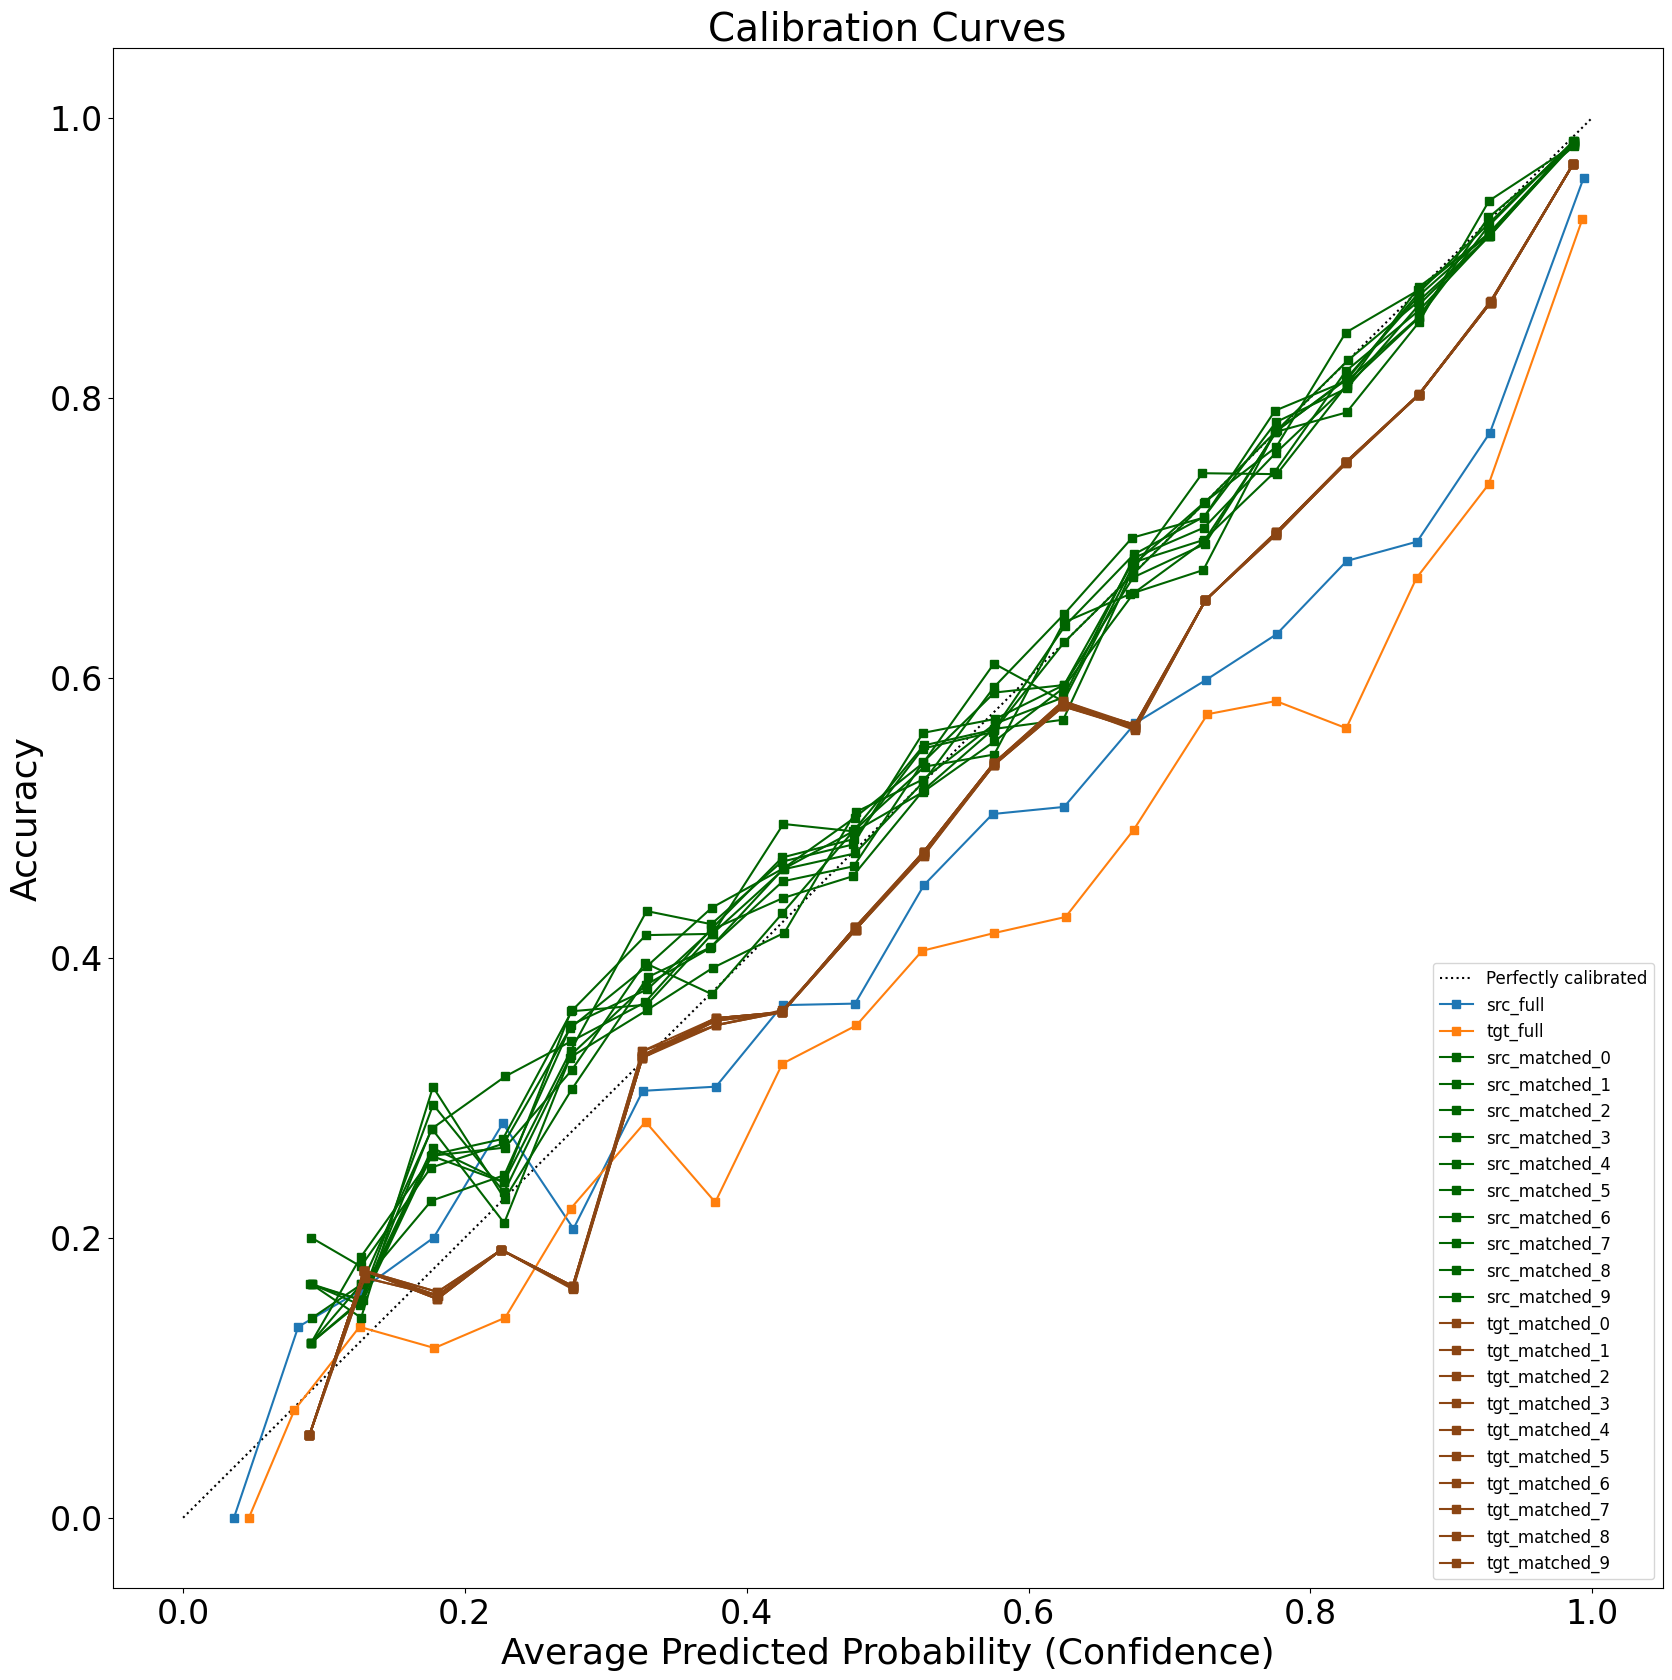 Calibration Curves
1.0
0.8
0.6
0.4
0.2
0.0
Accuracy
0.0 0.2 0.4 0.6 0.8 1.0
Average Predicted Probability (Confidence)
Perfectly calibrated
src_full
tgt_full
src_matched_0
src_matched_1
src_matched_2
src_matched_3
src_matched_4
src_matched_5
src_matched_6
src_matched_7
src_matched_8
src_matched_9
tgt_matched_0
tgt_matched_1
tgt_matched_2
tgt_matched_3
tgt_matched_4
tgt_matched_5
tgt_matched_6
tgt_matched_7
tgt_matched_8
tgt_matched_9